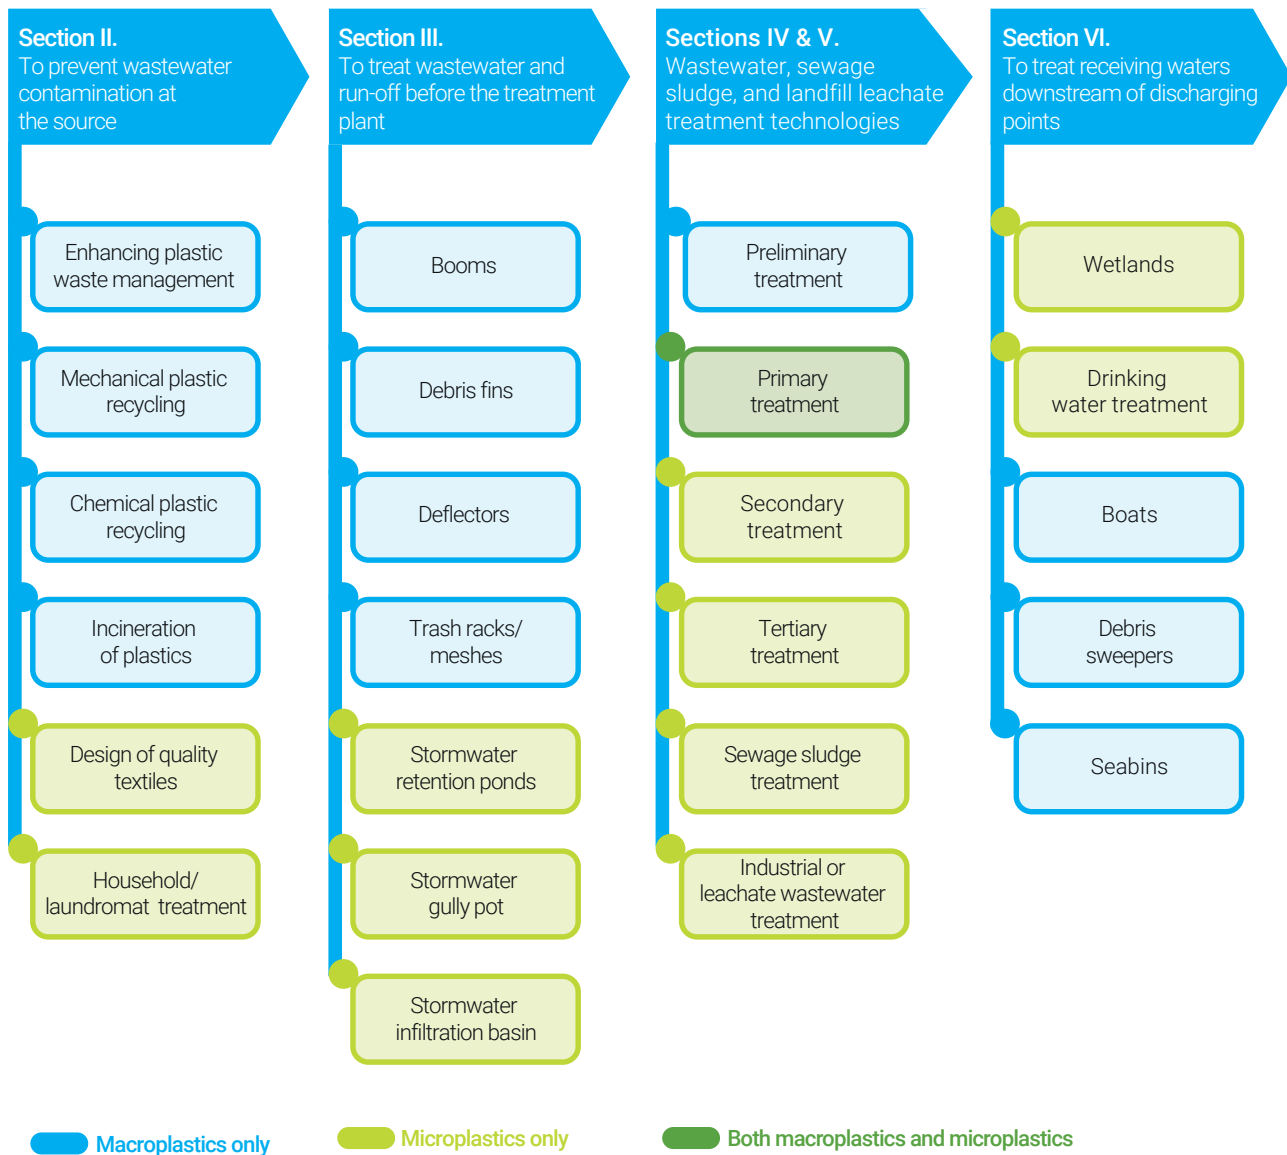 Section II.
To prevent wastewater
contamination at
the source
Enhancing plastic
waste management
Mechanical plastic
recycling
Chemical plastic
recycling
Incineration
of plastics
Design of quality
textiles
Household/
laundromat treatment
Section III.
To treat wastewater and
run-off before the treatment
plant
Booms
Debris fins
Deflectors
Trash racks/
meshes
Stormwater
retention ponds
Stormwater
gully pot
Stormwater
infiltration basin
Sections IV & V.
Wastewater, sewage
sludge, and landfill leachate
treatment technologies
Preliminary
treatment
Primary
treatment
Secondary
treatment
Tertiary
treatment
Sewage sludge
treatment
Industrial or
leachate wastewater
treatment
Section VI.
To treat receiving waters
downstream of discharging
points
Wetlands
Drinking
water treatment
Boats
Debris
sweepers
Seabins
Macroplastics only
Microplastics only
Both macroplastics and microplastics